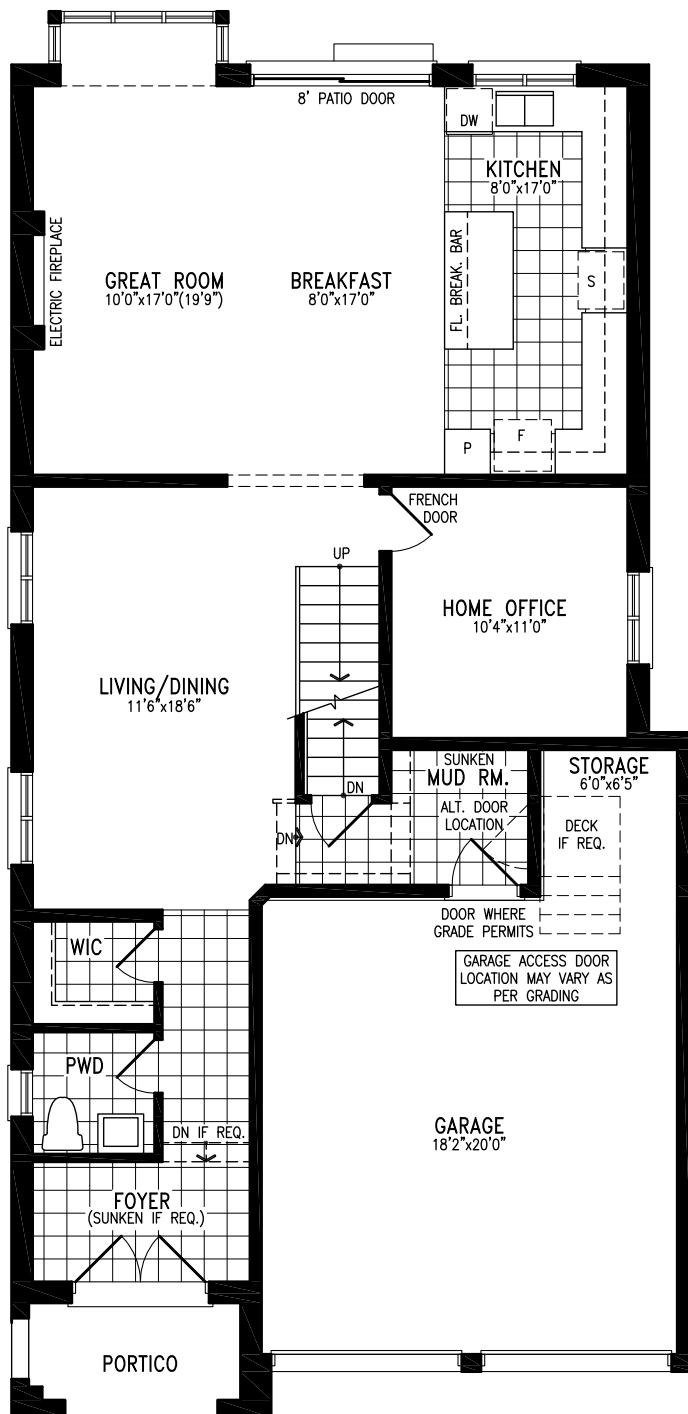 8' PATIO DOOR
DW
KITCHEN
8'0"x17'0"
ELECTRIC FIREPLACE
GREAT ROOM
10'0"x17'0"(19'9")
BREAKFAST
8'0"x17'0"
FL. BREAK. BAR
S
P
F
FRENCH
DOOR
UP
HOME OFFICE
10'4"x11'0"
LIVING/DINING
11'6"x18'6"
SUNKEN
MUD RM.
STORAGE
6'0"x6'5"
DN
ALT. DOOR
LOCATION
DECK
IF REQ.
DN
DOOR WHERE
GRADE PERMITS
WIC
GARAGE ACCESS DOOR
LOCATION MAY VARY AS
PER GRADING
PWD
GARAGE
18'2"x20'0"
DN IF REQ.
FOYER
(SUNKEN IF REQ.)
PORTICO